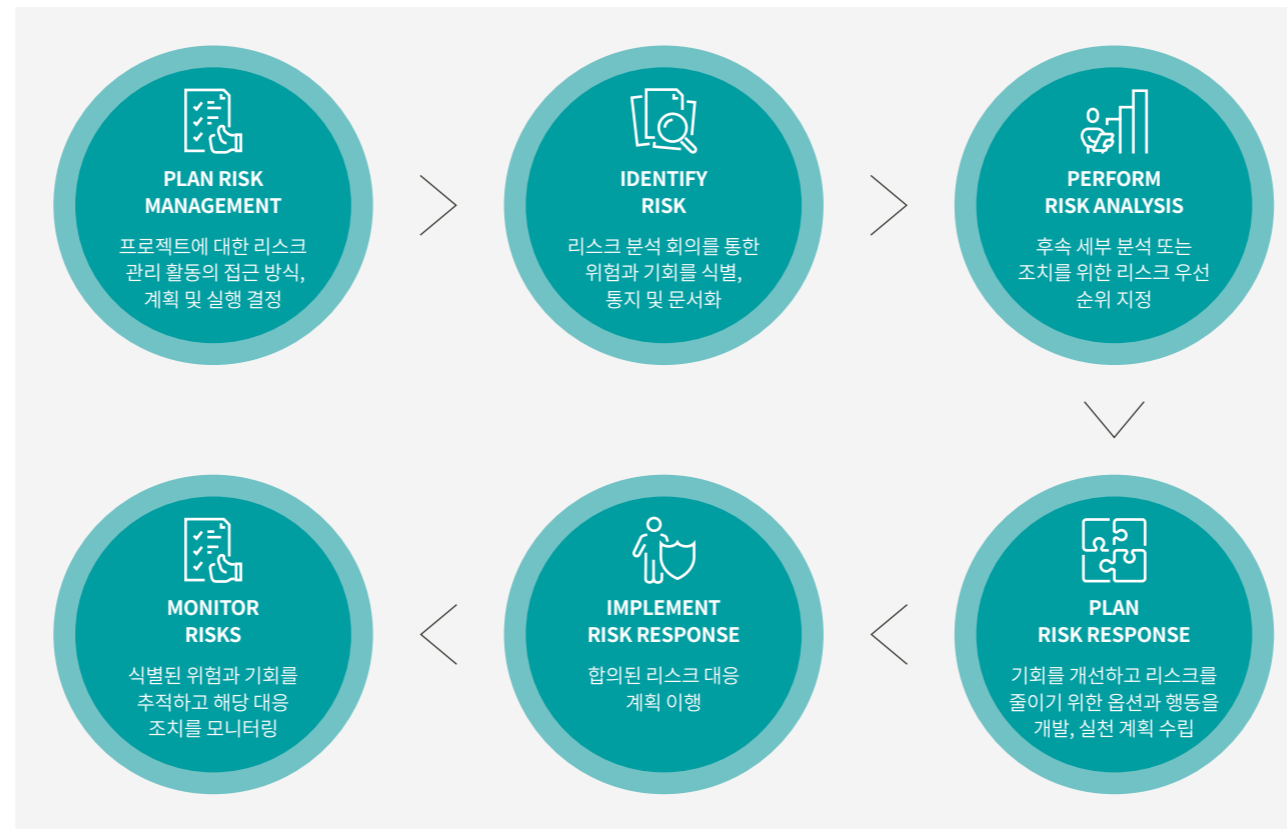 PLAN RISK
MANAGEMENT
프로젝트에 대한 리스크
관리 활동의 접근 방식,
계획 및 실행 결정
IDENTIFY
RISK
리스크 분석 회의를 통한
위험과 기회를 식별,
통지 및 문서화
PERFORM
RISK ANALYSIS
후속 세부 분석 또는
조치를 위한 리스크 우선
순위 지정
PLAN
RISK RESPONSE
기회를 개선하고 리스크를
줄이기 위한 옵션과 행동을
개발, 실천 계획 수립
IMPLEMENT
RISK RESPONSE
합의된 리스크 대응
계획 이행
MONITOR
RISKS
식별된 위험과 기회를
추적하고 해당 대응
조치를 모니터링